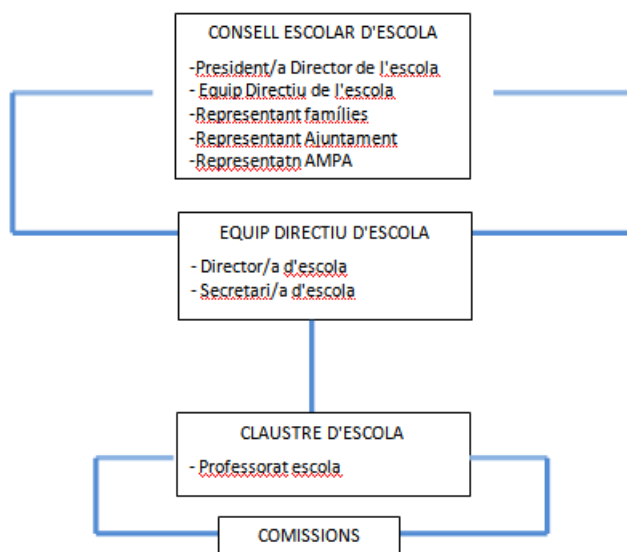 CONSELL ESCOLAR D'ESCOLA
-President/a Director de l'escola
- Equip Directiu de l'escola
-Representant famílies
-Representant Ajuntament
-Representatn AMPA
EQUIP DIRECTIU D'ESCOLA
- Director/a d'escola
- Secretari/a d'escola
CLAUSTRE D'ESCOLA
- Professorat escola
COMISSIONS